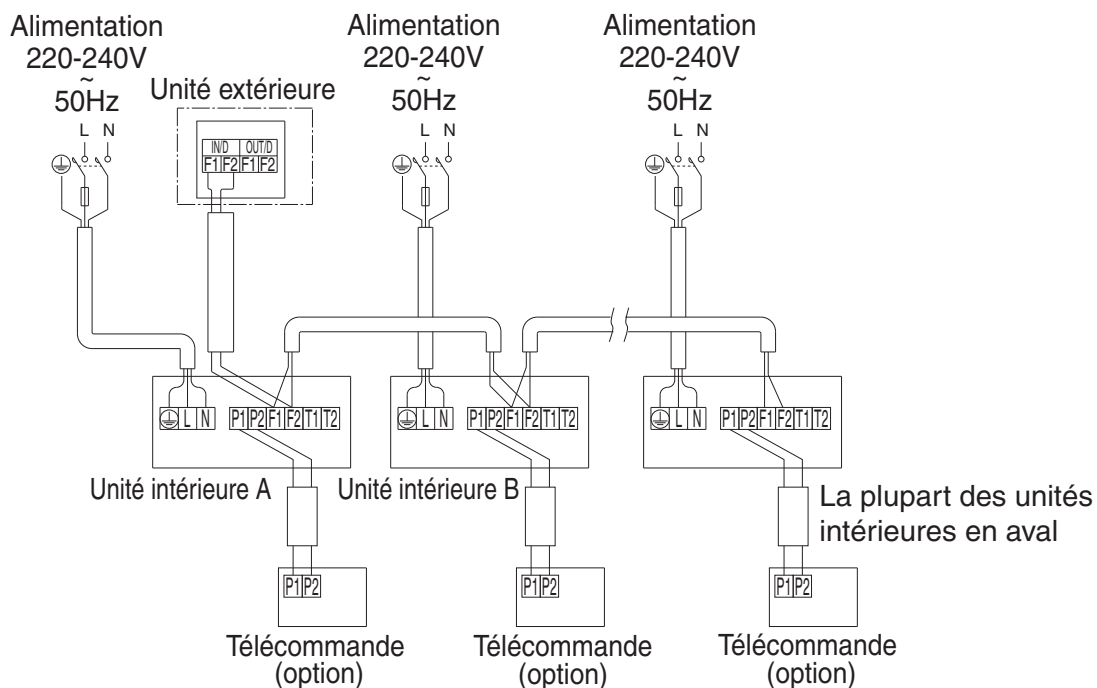 Alimentation
220-240V
~
50Hz
L N
Alimentation
220-240V
~
50Hz
L N
Alimentation
220-240V
~
50Hz
L N
Unité extérieure
IN/D OUT/D
F1 F2 F1 F2
L N
P1 P2 F1 F2 T1 T2
L N
P1 P2 F1 F2 T1 T2
L N
P1 P2 F1 F2 T1 T2
Unité intérieure A
Unité intérieure B
La plupart des unités
intérieures en aval
P1 P2
P1 P2
P1 P2
Télécommande
(option)
Télécommande
(option)
Télécommande
(option)